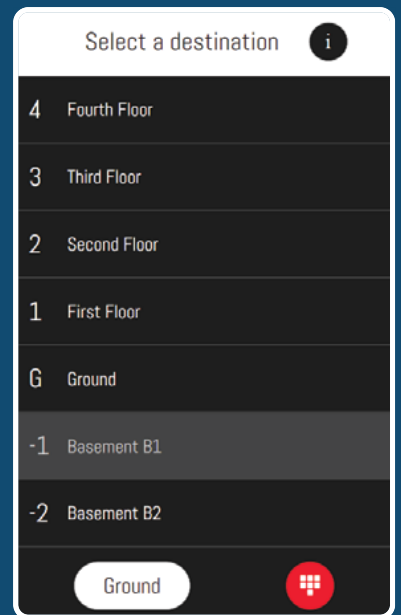 Select a destination i
4 Fourth Floor
3 Third Floor
2 Second Floor
1 First Floor
G Ground
-1 Basement B1
-2 Basement B2
Ground